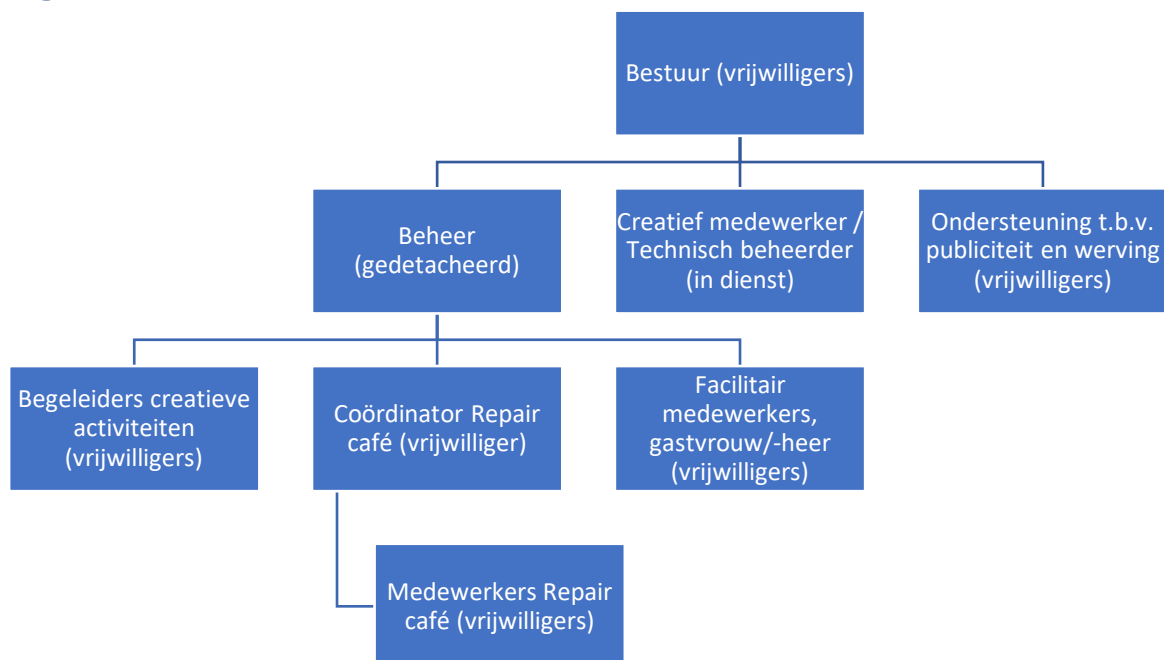 Bestuur (vrijwilligers)
Beheer
(gedetacheerd)
Creatief medewerker /
Technisch beheerder
(in dienst)
Ondersteuning t.b.v.
publiciteit en werving
(vrijwilligers)
Begeleiders creatieve
activiteiten
(vrijwilligers)
Coördinator Repair
café (vrijwilliger)
Facilitair
medewerkers,
gastvrouw/-heer
(vrijwilligers)
Medewerkers Repair
café (vrijwilligers)